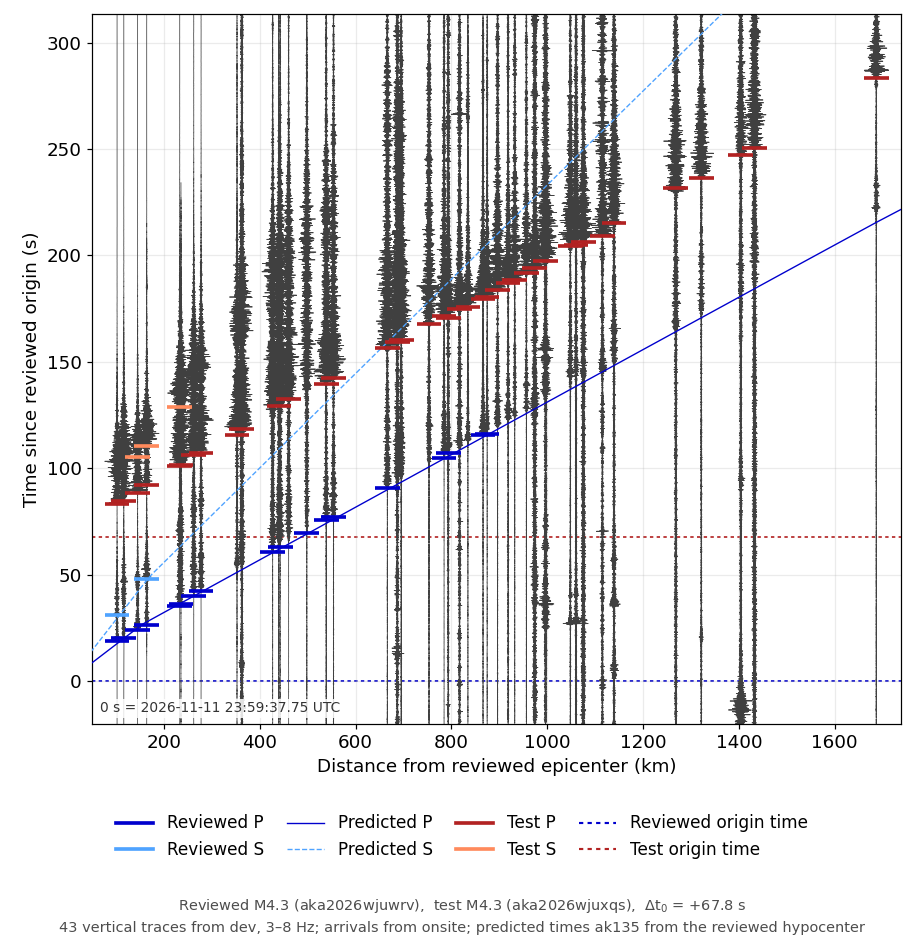 300
250
200
150
100
50
0
Time since reviewed origin (s)
0 s = 2026-11-11 23:59:37.75 UTC
200 400 600 800 1000 1200 1400 1600
Distance from reviewed epicenter (km)
Reviewed P Predicted P Test P Reviewed origin time
Reviewed S Predicted S Test S Test origin time
Reviewed M4.3 (aka2026wjuwrv), test M4.3 (aka2026wjuxqs), Δt₀ = +67.8 s
43 vertical traces from dev, 3–8 Hz; arrivals from onsite; predicted times ak135 from the reviewed hypocenter